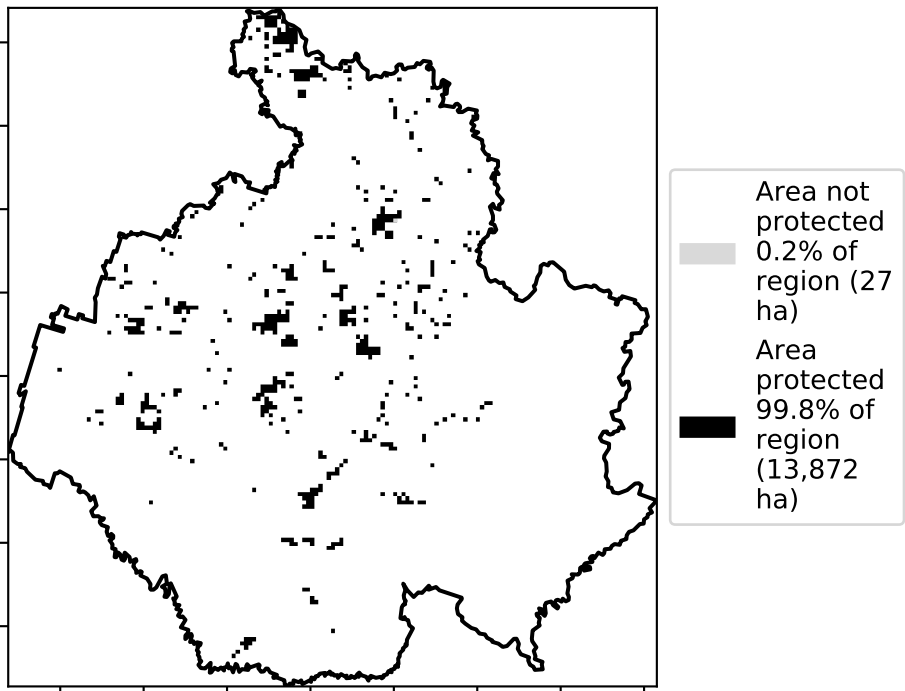 Area not
protected
0.2% of
region (27
ha)
Area
protected
99.8% of
region
(13,872
ha)